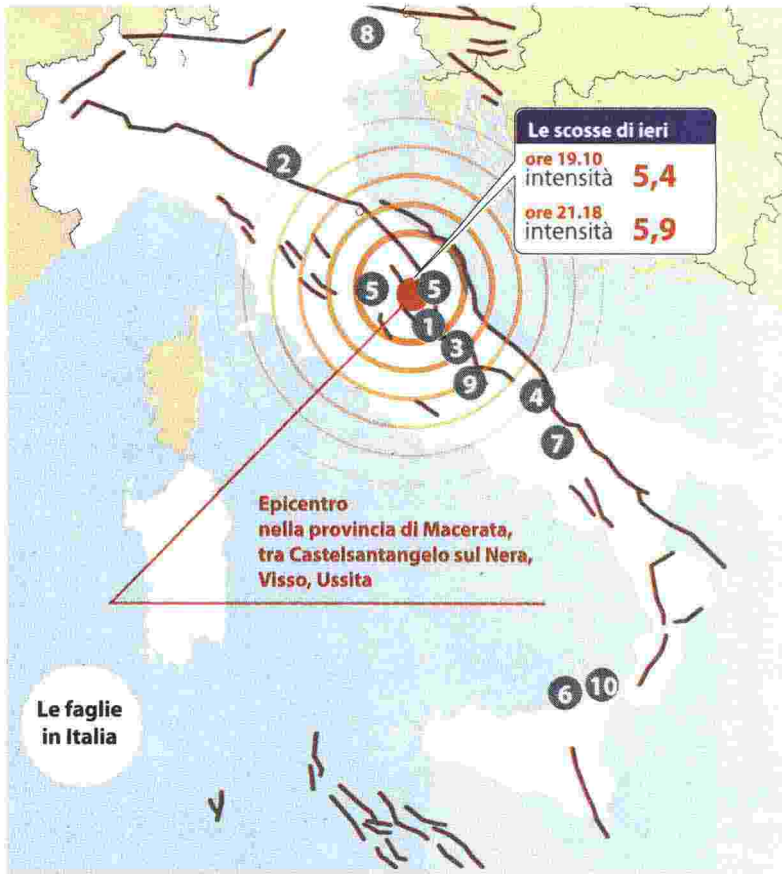 8
Le scosse di ieri
ore 19.10
intensità 5,4
ore 21.18
intensità 5,9
2
5
5
1
3
9
4
7
Epicentro
nella provincia di Macerata,
tra Castelsantangelo sul Nera,
Visso, Ussita
6
10
Le faglie
in Italia